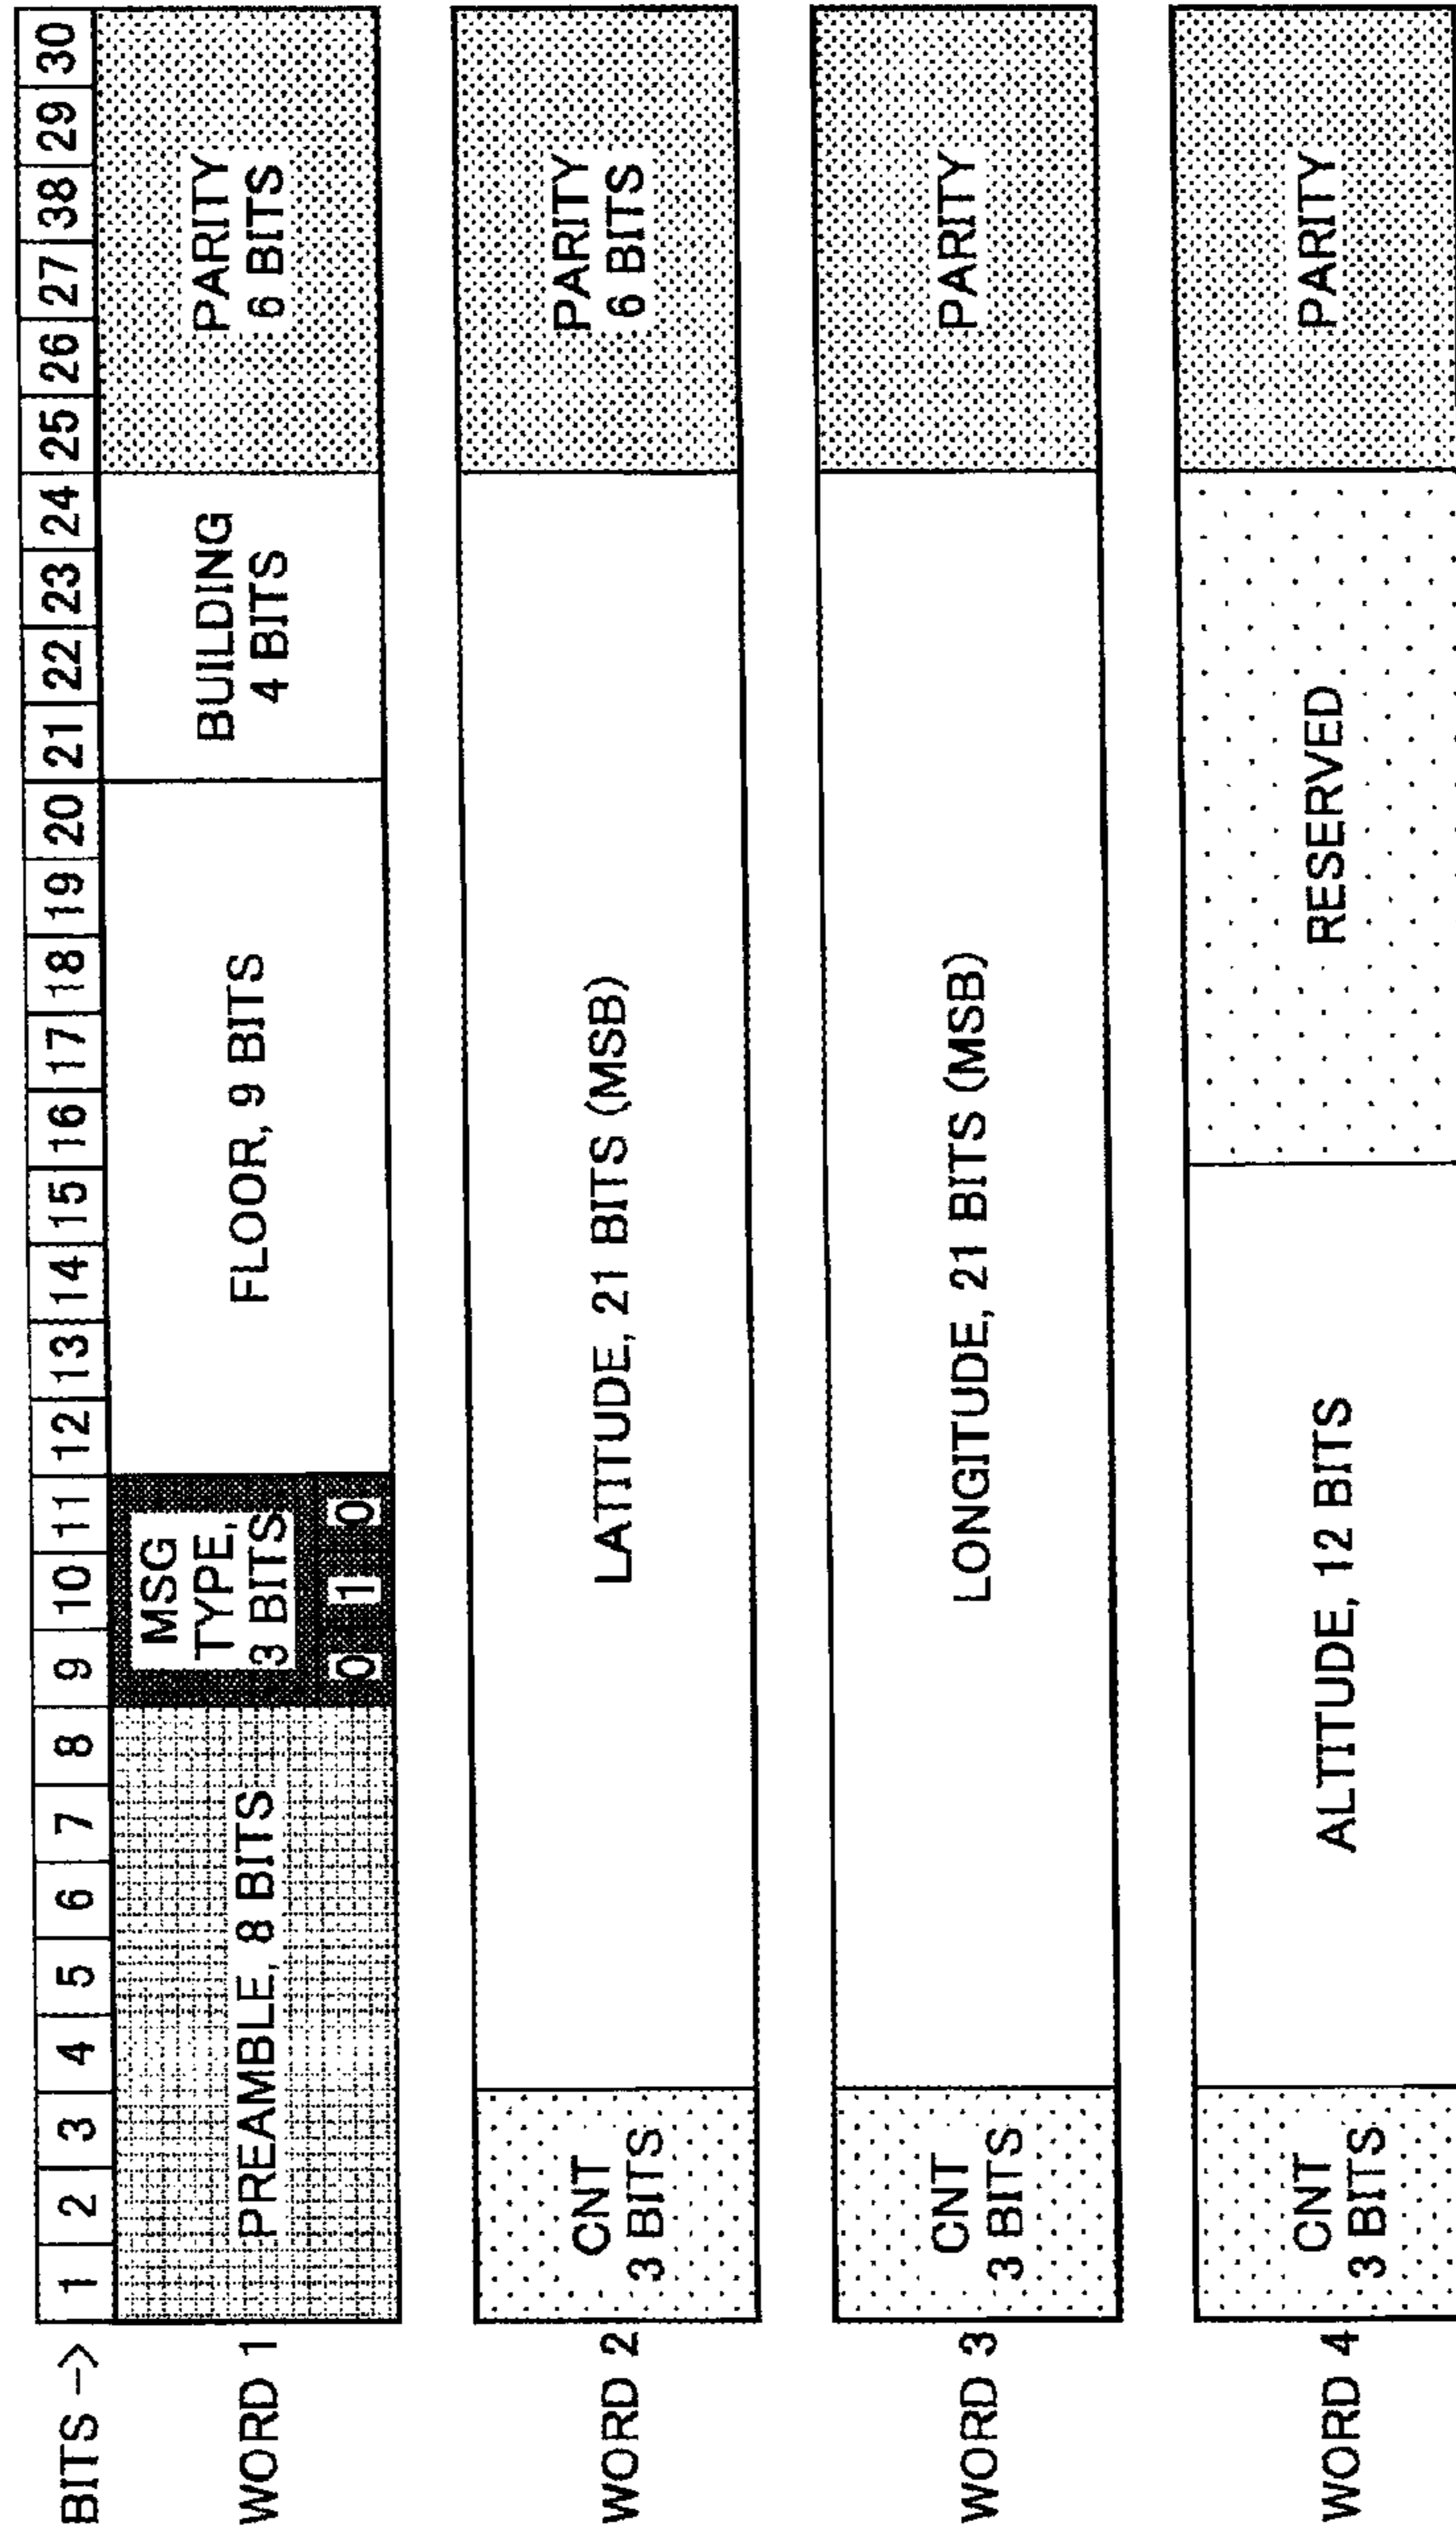 BITS -->
1 2 3 4 5 6 7 8 9 10 11 12 13 14 15 16 17 18 19 20 21 22 23 24 25 26 27 38 29 30
WORD 1
PREAMBLE, 8 BITS
MSG
TYPE,
3 BITS
0 1 0
FLOOR, 9 BITS
BUILDING
4 BITS
PARITY
6 BITS
WORD 2
CNT
3 BITS
LATITUDE, 21 BITS (MSB)
PARITY
6 BITS
WORD 3
CNT
3 BITS
LONGITUDE, 21 BITS (MSB)
PARITY
WORD 4
CNT
3 BITS
ALTITUDE, 12 BITS
RESERVED
PARITY